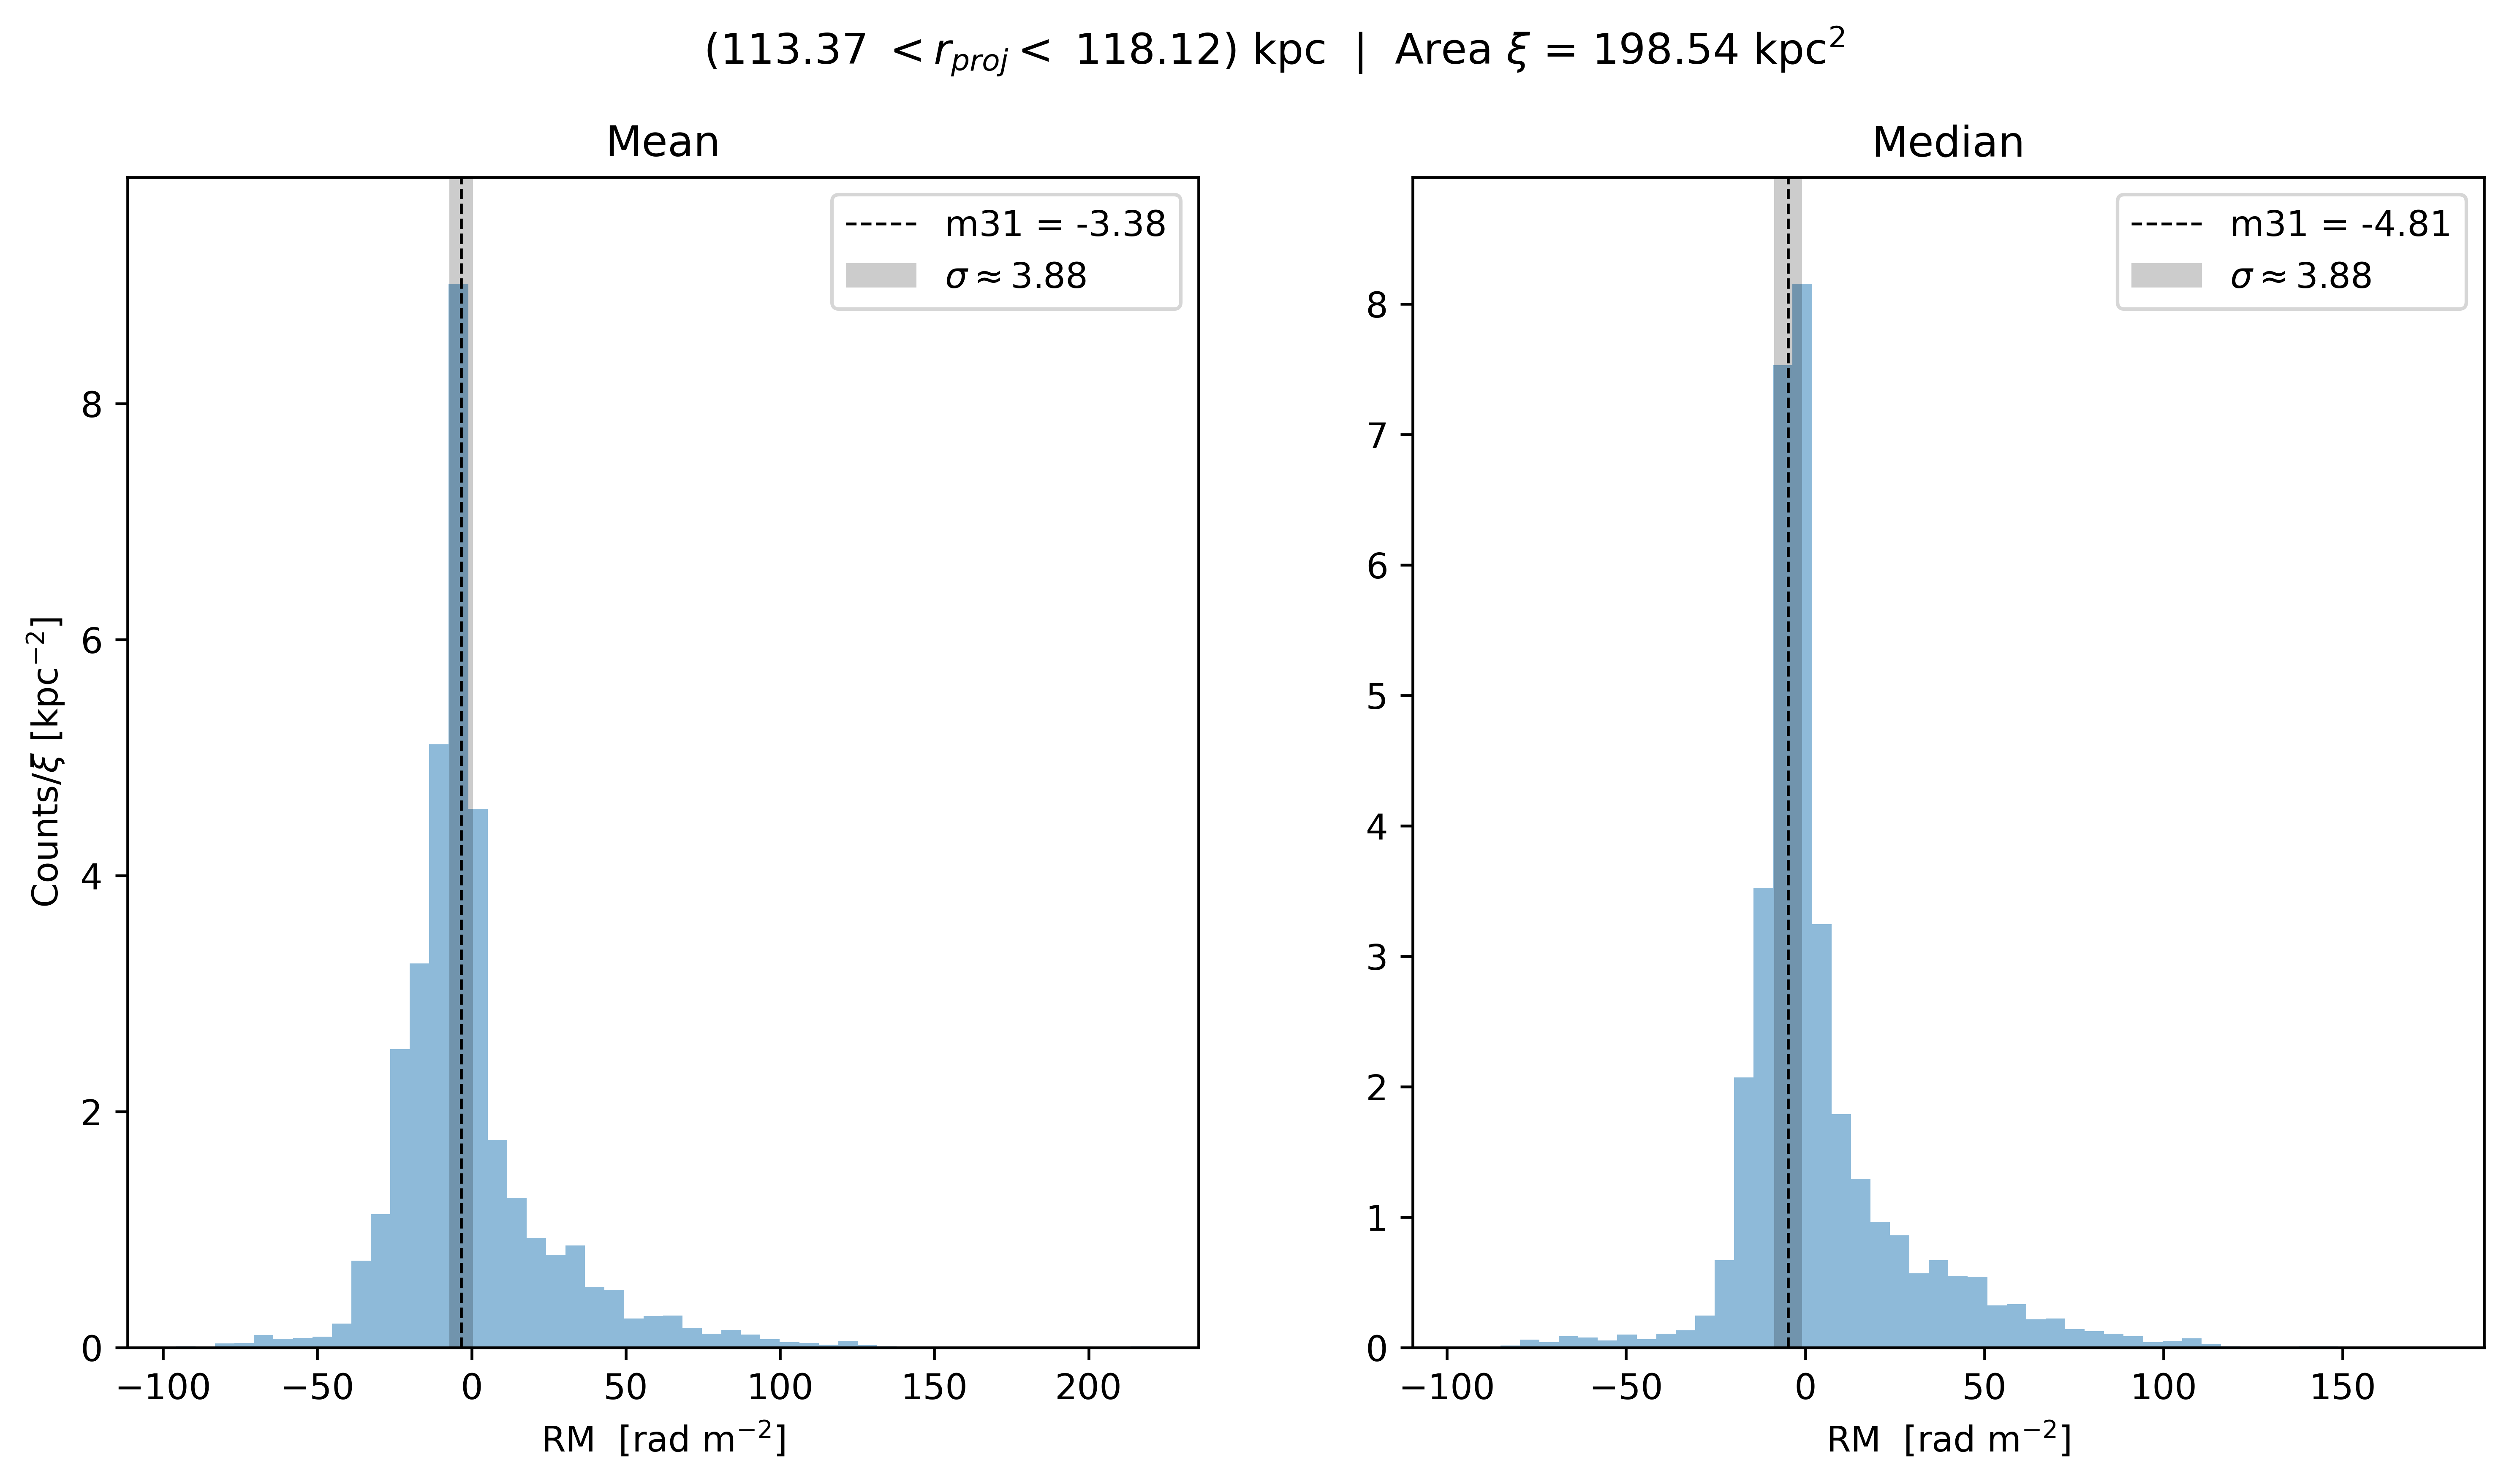 (113.37 < r_proj < 118.12) kpc | Area ξ = 198.54 kpc²
Mean
m31 = -3.38
σ ≈ 3.88
8
6
4
2
0
Counts/ξ [kpc⁻²]
−100 −50 0 50 100 150 200
RM [rad m⁻²]
Median
m31 = -4.81
σ ≈ 3.88
8
7
6
5
4
3
2
1
0
−100 −50 0 50 100 150
RM [rad m⁻²]